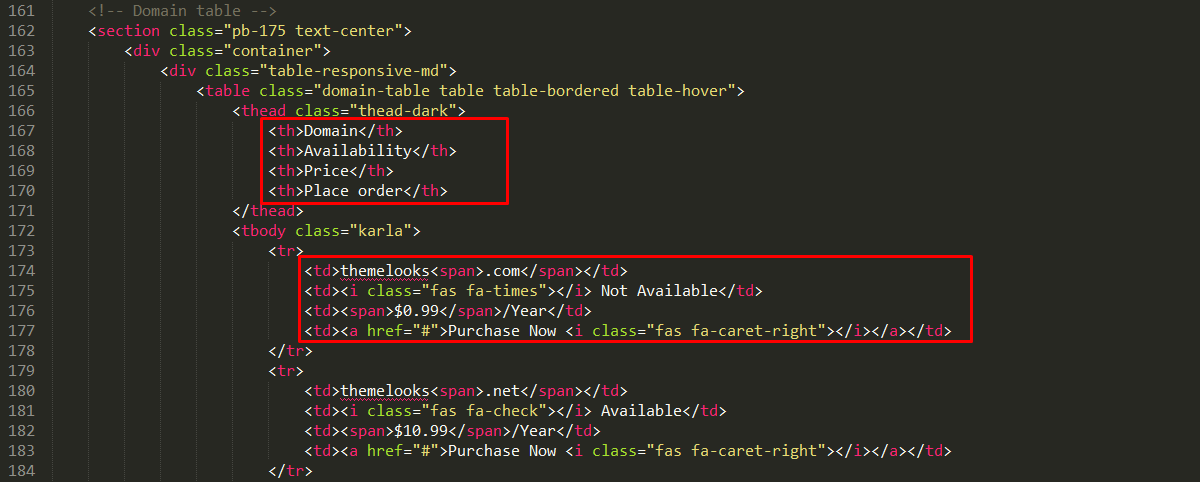 161 <!-- Domain table -->
162 <section class="pb-175 text-center">
163 <div class="container">
164 <div class="table-responsive-md">
165 <table class="domain-table table table-bordered table-hover">
166 <thead class="thead-dark">
167 <th>Domain</th>
168 <th>Availability</th>
169 <th>Price</th>
170 <th>Place order</th>
171 </thead>
172 <tbody class="karla">
173 <tr>
174 <td>themelooks<span>.com</span></td>
175 <td><i class="fas fa-times"></i> Not Available</td>
176 <td><span>$0.99</span>/Year</td>
177 <td><a href="#">Purchase Now <i class="fas fa-caret-right"></i></a></td>
178 </tr>
179 <tr>
180 <td>themelooks<span>.net</span></td>
181 <td><i class="fas fa-check"></i> Available</td>
182 <td><span>$10.99</span>/Year</td>
183 <td><a href="#">Purchase Now <i class="fas fa-caret-right"></i></a></td>
184 </tr>